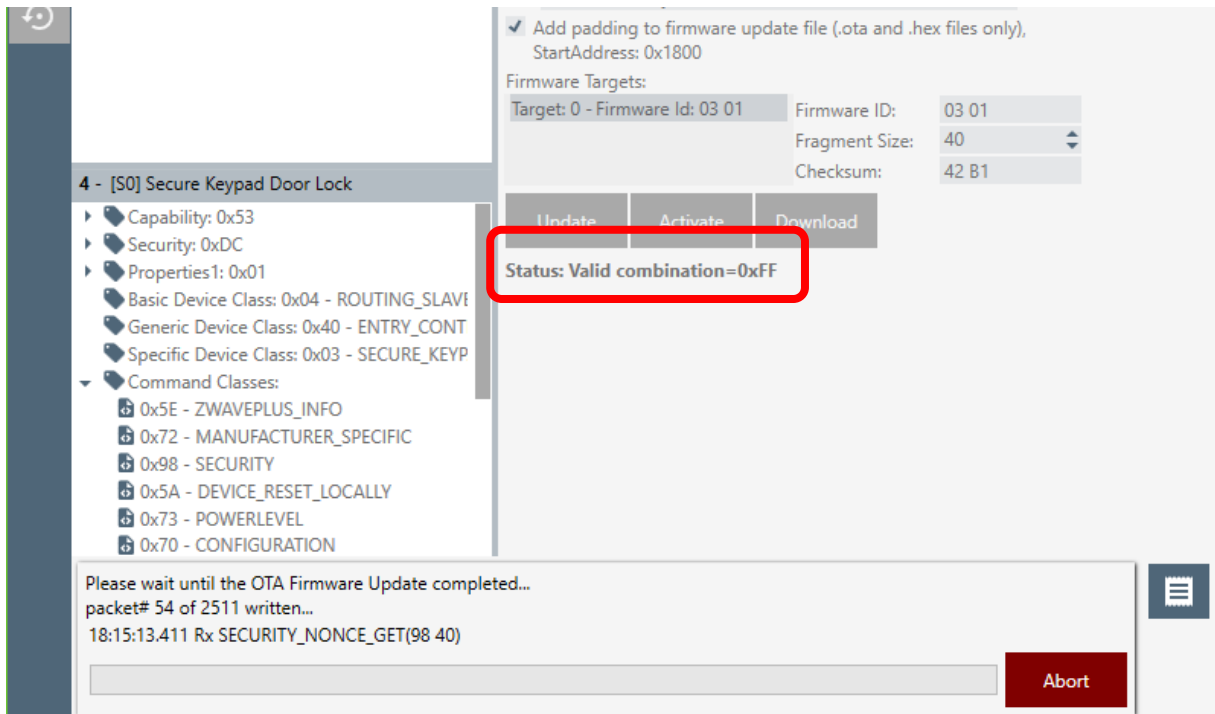 Add padding to firmware update file (.ota and .hex files only),
StartAddress: 0x1800
Firmware Targets:
Target: 0 - Firmware Id: 03 01
Firmware ID: 03 01
Fragment Size: 40
Checksum: 42 B1
Update Activate Download
Status: Valid combination=0xFF
4 - [S0] Secure Keypad Door Lock
Capability: 0x53
Security: 0xDC
Properties1: 0x01
Basic Device Class: 0x04 - ROUTING_SLAVE
Generic Device Class: 0x40 - ENTRY_CONT
Specific Device Class: 0x03 - SECURE_KEYP
Command Classes:
0x5E - ZWAVEPLUS_INFO
0x72 - MANUFACTURER_SPECIFIC
0x98 - SECURITY
0x5A - DEVICE_RESET_LOCALLY
0x73 - POWERLEVEL
0x70 - CONFIGURATION
Please wait until the OTA Firmware Update completed...
packet# 54 of 2511 written...
18:15:13.411 Rx SECURITY_NONCE_GET(98 40)
Abort